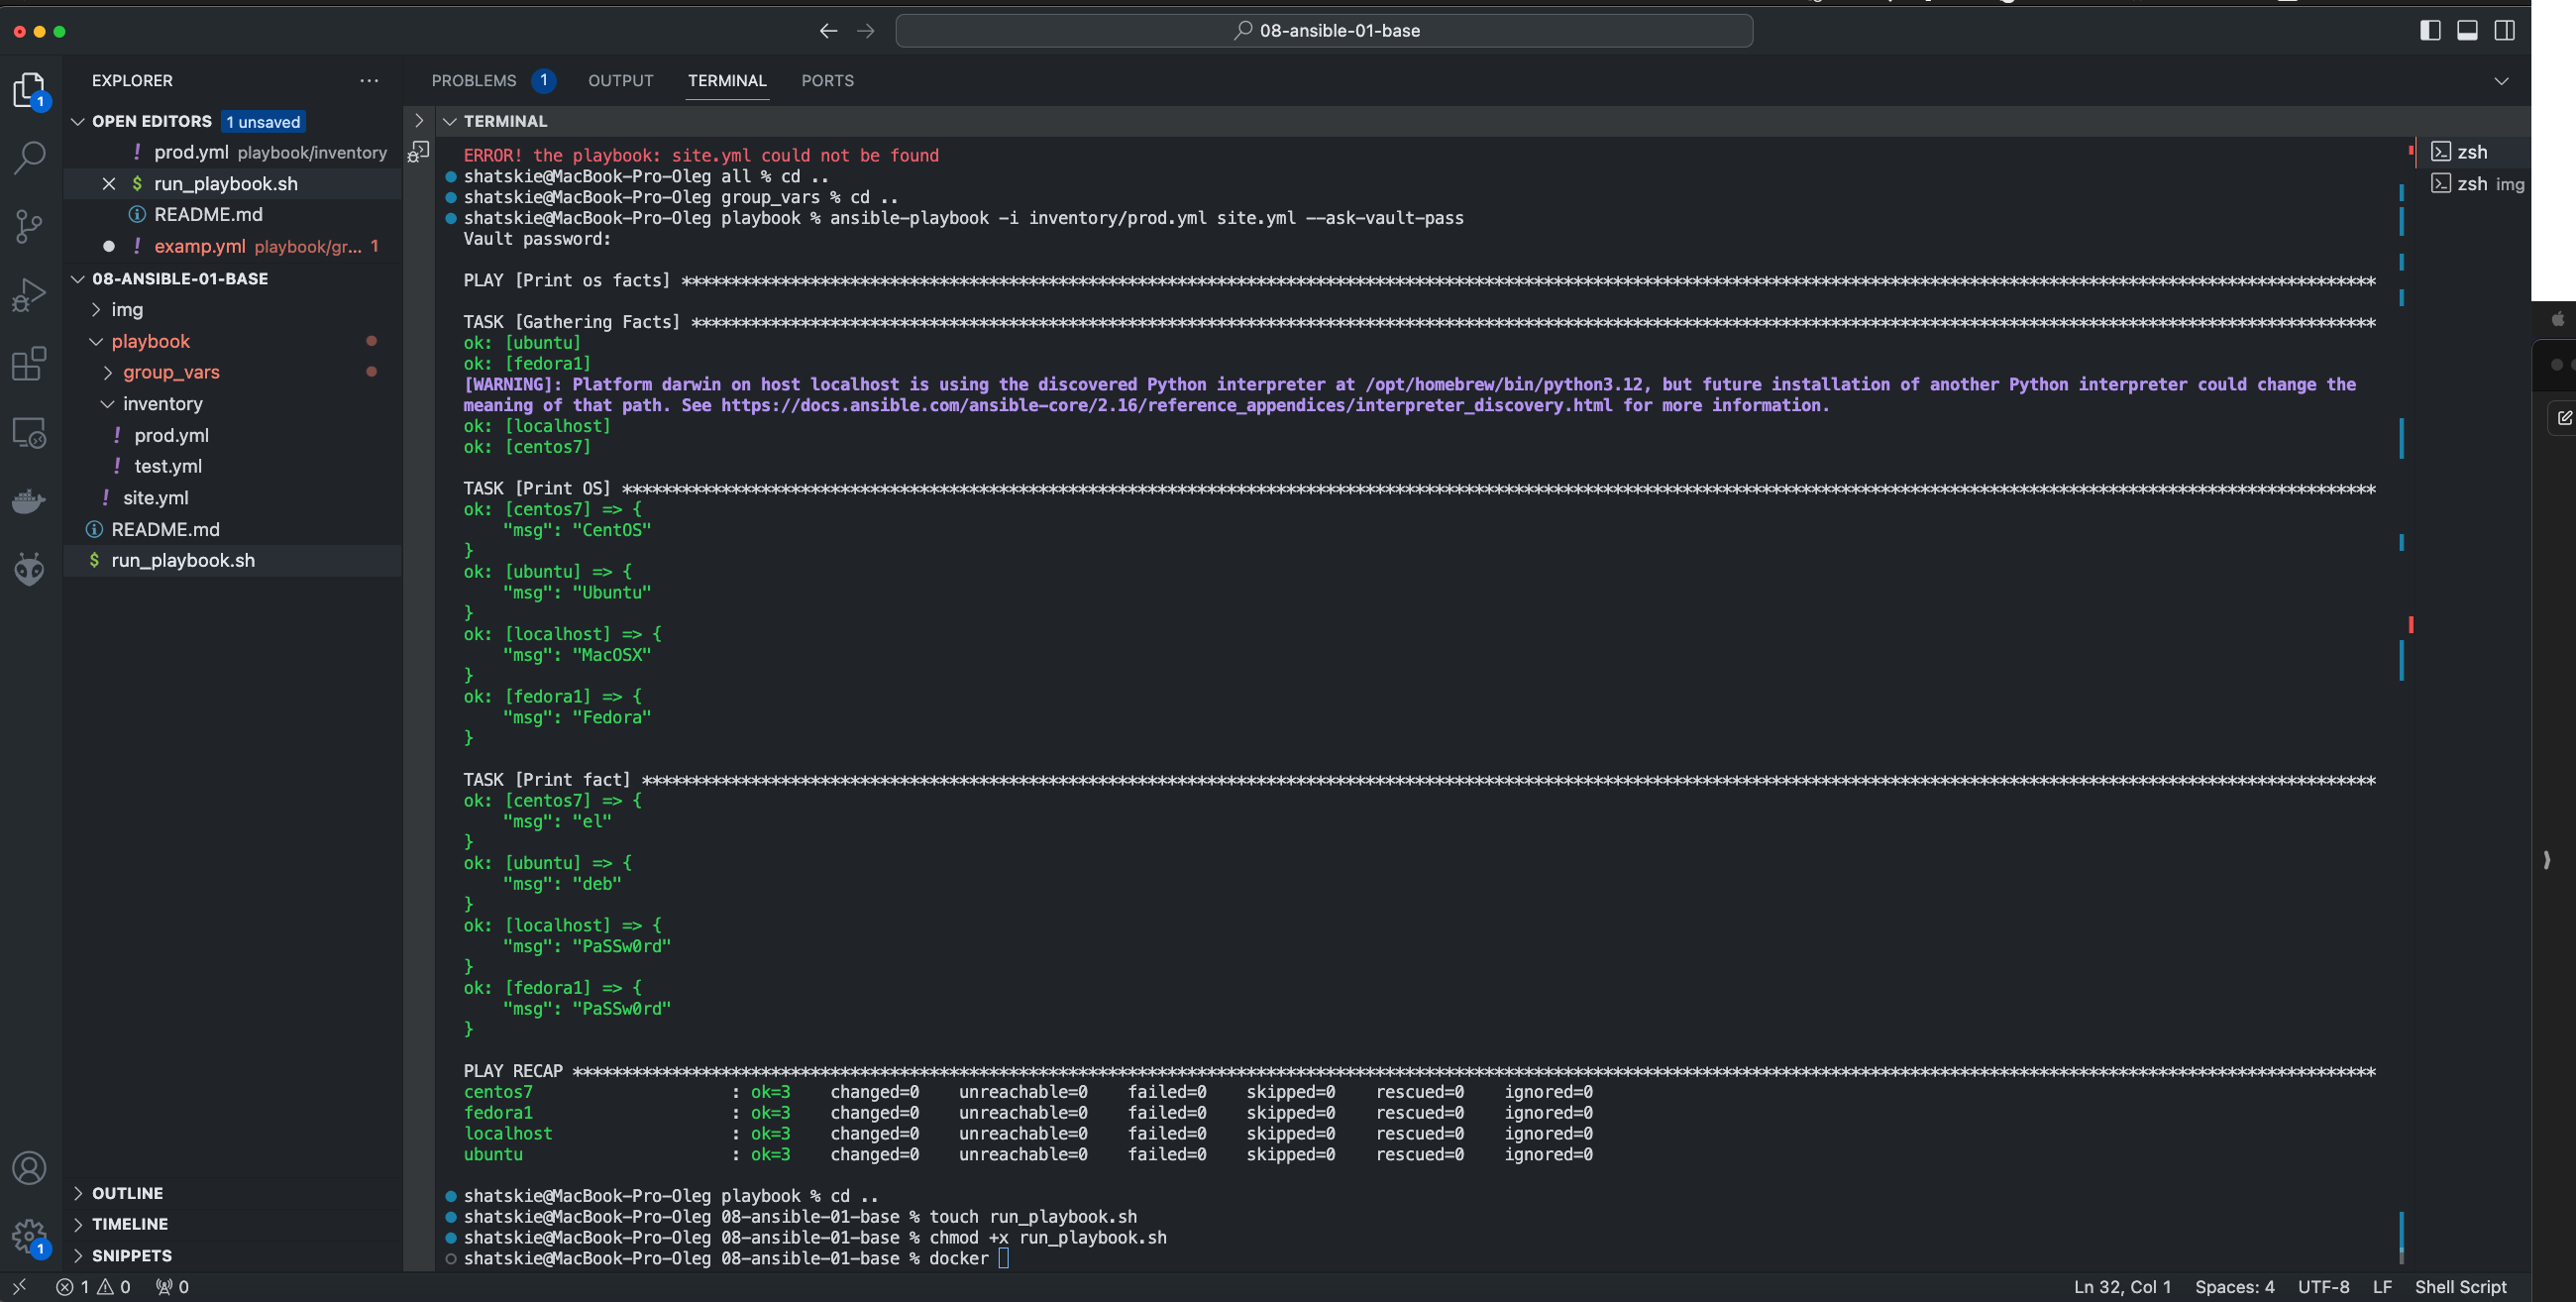 08-ansible-01-base
EXPLORER
PROBLEMS 1 OUTPUT TERMINAL PORTS
OPEN EDITORS 1 unsaved
! prod.yml playbook/inventory
$ run_playbook.sh
README.md
! examp.yml playbook/gr... 1
08-ANSIBLE-01-BASE
img
playbook
group_vars
inventory
! prod.yml
! test.yml
! site.yml
README.md
$ run_playbook.sh
OUTLINE
TIMELINE
SNIPPETS
1
1
TERMINAL
ERROR! the playbook: site.yml could not be found
shatskie@MacBook-Pro-Oleg all % cd ..
shatskie@MacBook-Pro-Oleg group_vars % cd ..
shatskie@MacBook-Pro-Oleg playbook % ansible-playbook -i inventory/prod.yml site.yml --ask-vault-pass
Vault password:
PLAY [Print os facts] ****************************************************************************************************************************************************************************
TASK [Gathering Facts] ***************************************************************************************************************************************************************************
ok: [ubuntu]
ok: [fedora1]
[WARNING]: Platform darwin on host localhost is using the discovered Python interpreter at /opt/homebrew/bin/python3.12, but future installation of another Python interpreter could change the
meaning of that path. See https://docs.ansible.com/ansible-core/2.16/reference_appendices/interpreter_discovery.html for more information.
ok: [localhost]
ok: [centos7]
TASK [Print OS] **********************************************************************************************************************************************************************************
ok: [centos7] => {
"msg": "CentOS"
}
ok: [ubuntu] => {
"msg": "Ubuntu"
}
ok: [localhost] => {
"msg": "MacOSX"
}
ok: [fedora1] => {
"msg": "Fedora"
}
TASK [Print fact] ********************************************************************************************************************************************************************************
ok: [centos7] => {
"msg": "el"
}
ok: [ubuntu] => {
"msg": "deb"
}
ok: [localhost] => {
"msg": "PaSSw0rd"
}
ok: [fedora1] => {
"msg": "PaSSw0rd"
}
PLAY RECAP ***************************************************************************************************************************************************************************************
centos7 : ok=3 changed=0 unreachable=0 failed=0 skipped=0 rescued=0 ignored=0
fedora1 : ok=3 changed=0 unreachable=0 failed=0 skipped=0 rescued=0 ignored=0
localhost : ok=3 changed=0 unreachable=0 failed=0 skipped=0 rescued=0 ignored=0
ubuntu : ok=3 changed=0 unreachable=0 failed=0 skipped=0 rescued=0 ignored=0
shatskie@MacBook-Pro-Oleg playbook % cd ..
shatskie@MacBook-Pro-Oleg 08-ansible-01-base % touch run_playbook.sh
shatskie@MacBook-Pro-Oleg 08-ansible-01-base % chmod +x run_playbook.sh
shatskie@MacBook-Pro-Oleg 08-ansible-01-base % docker
zsh
zsh img
1 0 0
Ln 32, Col 1 Spaces: 4 UTF-8 LF Shell Script